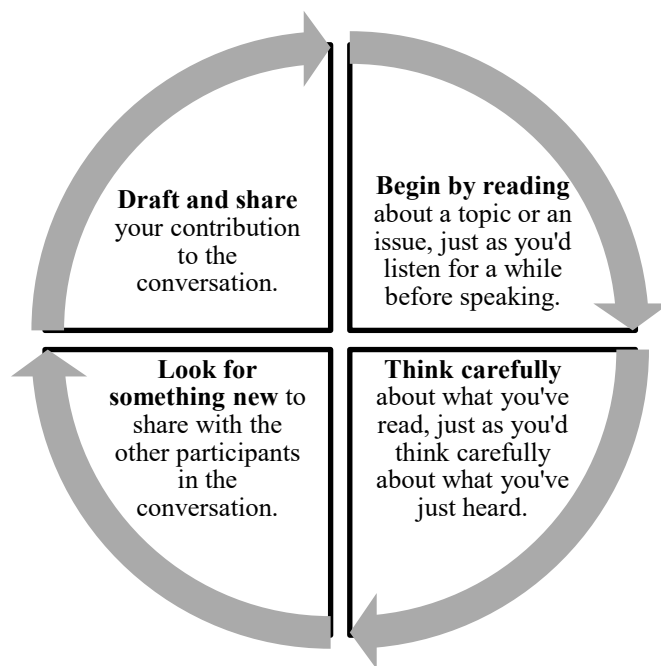 Draft and share
your contribution
to the
conversation.
Begin by reading
about a topic or an
issue, just as you'd
listen for a while
before speaking.
Look for
something new to
share with the
other participants
in the
conversation.
Think carefully
about what you've
read, just as you'd
think carefully
about what you've
just heard.